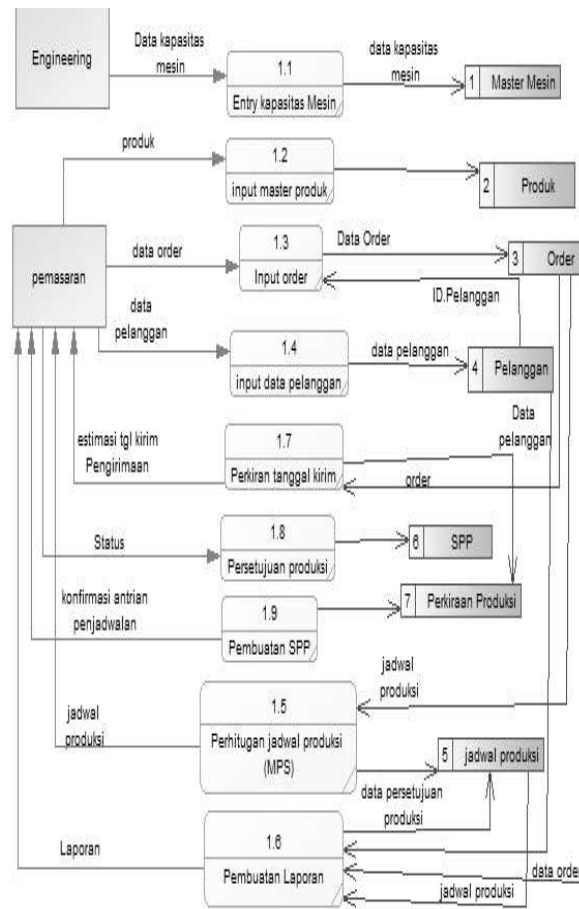 Engineering
Data kapasitas
mesin
1.1
Entry kapasitas Mesin
data kapasitas
mesin
1 Master Mesin
produk
1.2
input master produk
2 Produk
pemasaran
data order
1.3
Input order
Data Order
3 Order
ID.Pelanggan
data
pelanggan
1.4
input data pelanggan
data pelanggan
4 Pelanggan
Data
pelanggan
estimasi tgl kirim
Pengirimaan
1.7
Perkiran tanggal kirim
order
Status
1.8
Persetujuan produksi
6 SPP
konfirmasi antrian
penjadwalan
1.9
Pembuatan SPP
7 Perkiraan Produksi
jadwal
produksi
1.5
Perhitugan jadwal produksi
(MPS)
jadwal
produksi
5 jadwal produksi
data persetujuan
produksi
Laporan
1.6
Pembuatan Laporan
data order
jadwal produksi